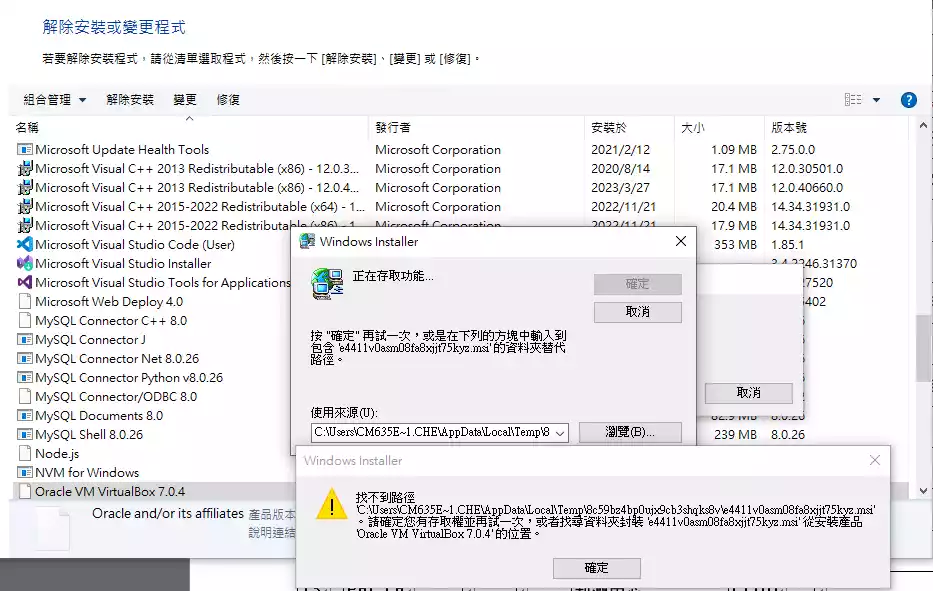 解除安裝或變更程式
若要解除安裝程式，請從清單選取程式，然後按一下 [解除安裝]、[變更] 或 [修復]。
組合管理 解除安裝 變更 修復
名稱 發行者 安裝於 大小 版本號
Microsoft Update Health Tools Microsoft Corporation 2021/2/12 1.09 MB 2.75.0.0
Microsoft Visual C++ 2013 Redistributable (x86) - 12.0.3... Microsoft Corporation 2020/8/14 17.1 MB 12.0.30501.0
Microsoft Visual C++ 2013 Redistributable (x86) - 12.0.4... Microsoft Corporation 2023/3/27 17.1 MB 12.0.40660.0
Microsoft Visual C++ 2015-2022 Redistributable (x64) - 1... Microsoft Corporation 2022/11/21 20.4 MB 14.34.31931.0
Microsoft Visual C++ 2015-2022 Redistributable (x86) - 1... Microsoft Corporation 2022/11/21 17.9 MB 14.34.31931.0
Microsoft Visual Studio Code (User) 353 MB 1.85.1
Microsoft Visual Studio Installer 3.4.2246.31370
Microsoft Visual Studio Tools for Applications 27520
Microsoft Web Deploy 4.0 402
MySQL Connector C++ 8.0
MySQL Connector J
MySQL Connector Net 8.0.26
MySQL Connector Python v8.0.26
MySQL Connector/ODBC 8.0
MySQL Documents 8.0 82.9 MB 8.0.26
MySQL Shell 8.0.26 239 MB 8.0.26
Node.js
NVM for Windows
Oracle VM VirtualBox 7.0.4
Oracle and/or its affiliates 產品版本
說明連結
Windows Installer
正在存取功能...
確定
取消
按 "確定" 再試一次，或是在下列的方塊中輸入到
包含 'e4411v0asm08fa8xjjt75kyz.msi' 的資料夾替代
路徑。
使用來源(U):
C:\Users\CM635E~1.CHE\AppData\Local\Temp\8
瀏覽(B)...
取消
Windows Installer
找不到路徑
'C:\Users\CM635E~1.CHE\AppData\Local\Temp\8c59bz4bp0ujx9cb3shqks8v\e4411v0asm08fa8xjjt75kyz.msi'
。請確定您有存取權並再試一次，或者找尋資料夾封裝 'e4411v0asm08fa8xjjt75kyz.msi' 從安裝產品
'Oracle VM VirtualBox 7.0.4' 的位置。
確定